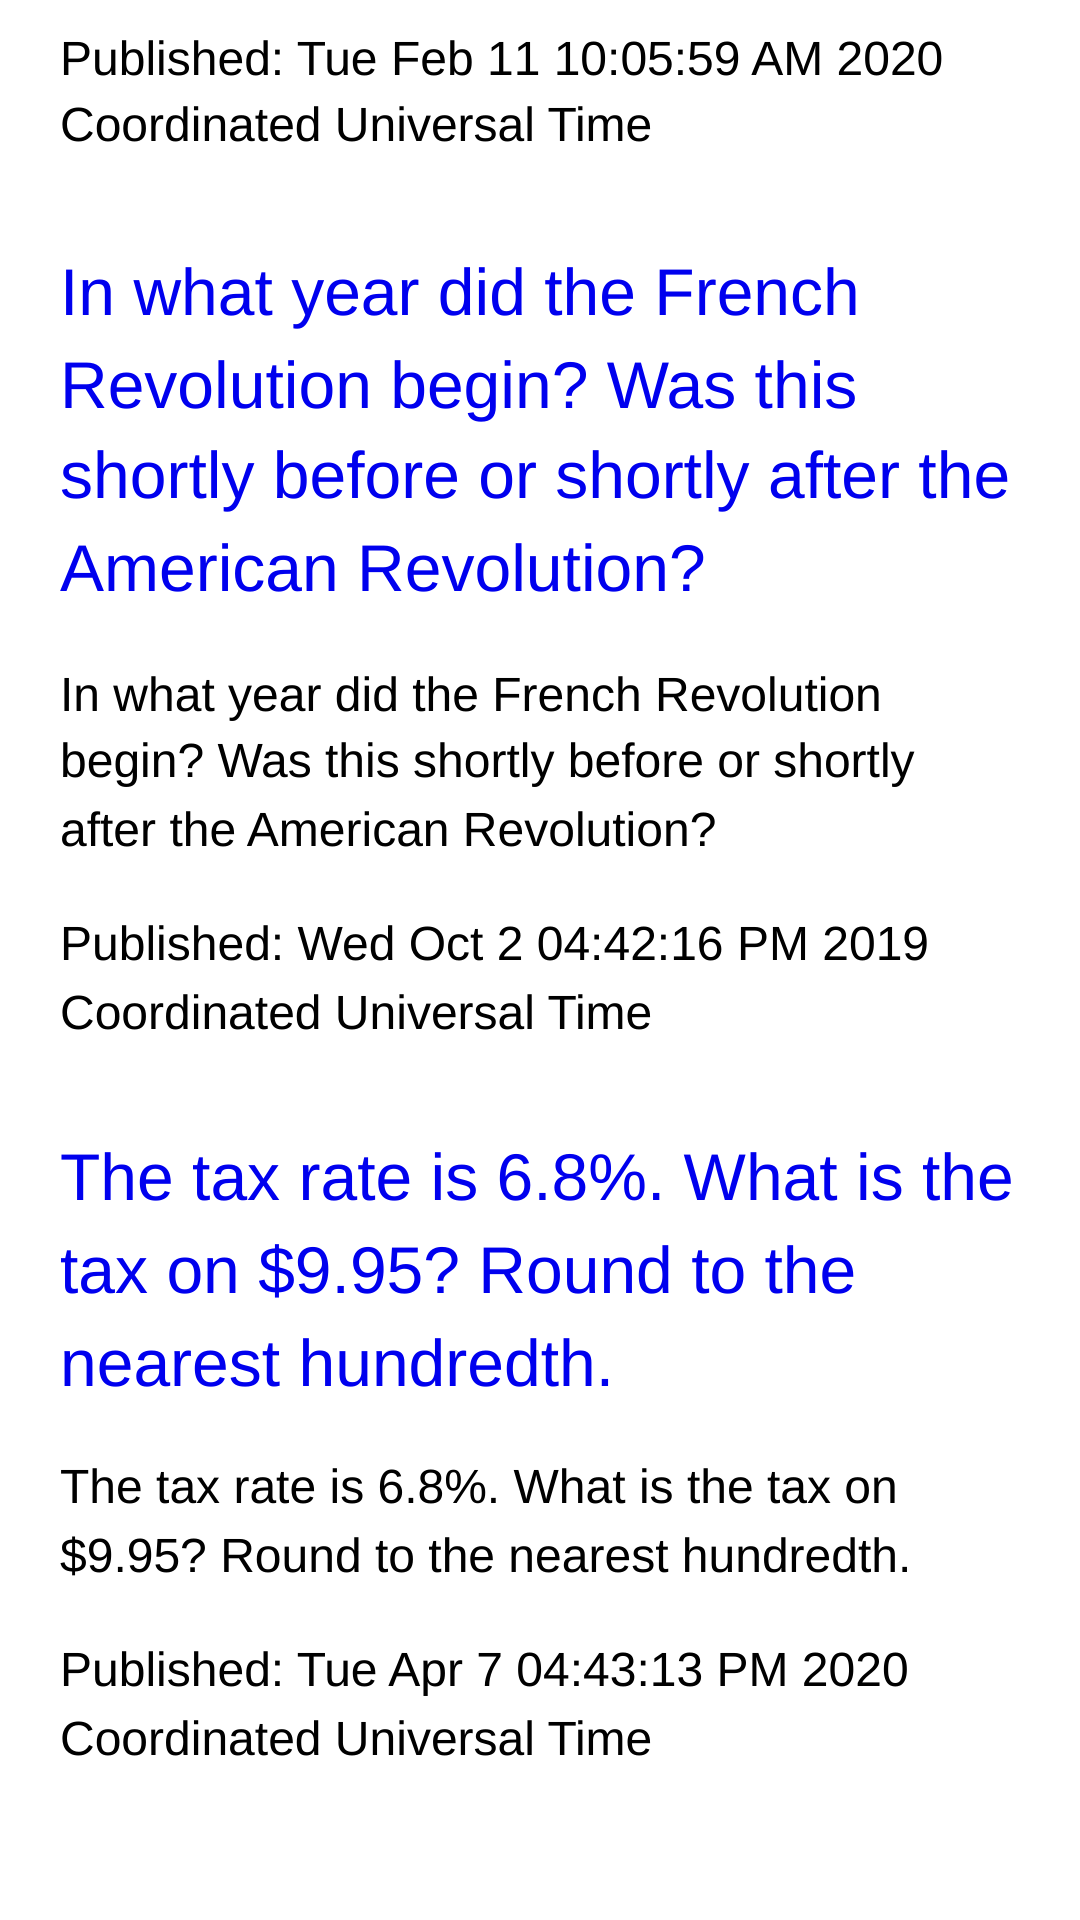 Published: Tue Feb 11 10:05:59 AM 2020
Coordinated Universal Time
In what year did the French
Revolution begin? Was this
shortly before or shortly after the
American Revolution?
In what year did the French Revolution
begin? Was this shortly before or shortly
after the American Revolution?
Published: Wed Oct 2 04:42:16 PM 2019
Coordinated Universal Time
The tax rate is 6.8%. What is the
tax on $9.95? Round to the
nearest hundredth.
The tax rate is 6.8%. What is the tax on
$9.95? Round to the nearest hundredth.
Published: Tue Apr 7 04:43:13 PM 2020
Coordinated Universal Time